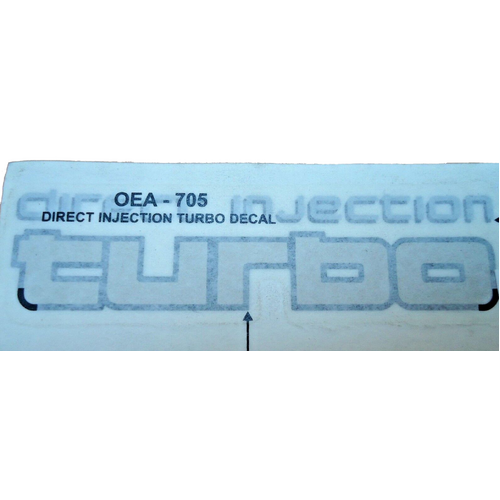 OEA - 705
direct injection
DIRECT INJECTION TURBO DECAL
turbo